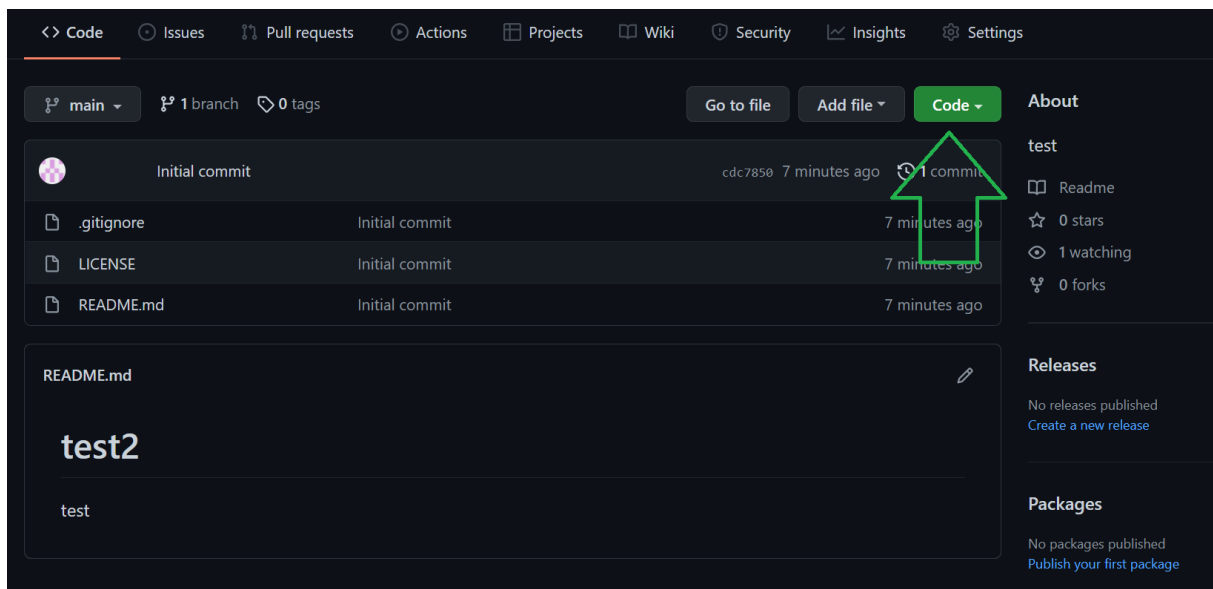 <> Code Issues Pull requests Actions Projects Wiki Security Insights Settings
main 1 branch 0 tags Go to file Add file Code
Initial commit cdc7850 7 minutes ago 1 commit
.gitignore Initial commit 7 minutes ago
LICENSE Initial commit 7 minutes ago
README.md Initial commit 7 minutes ago
README.md
test2
test
About
test
Readme
0 stars
1 watching
0 forks
Releases
No releases published
Create a new release
Packages
No packages published
Publish your first package